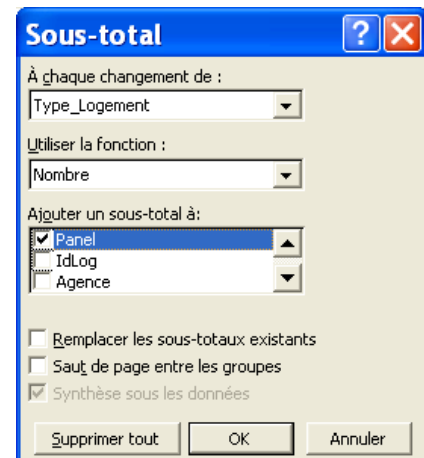 Sous-total
À chaque changement de :
Type_Logement
Utiliser la fonction :
Nombre
Ajouter un sous-total à:
Panel
IdLog
Agence
Remplacer les sous-totaux existants
Saut de page entre les groupes
Synthèse sous les données
Supprimer tout OK Annuler